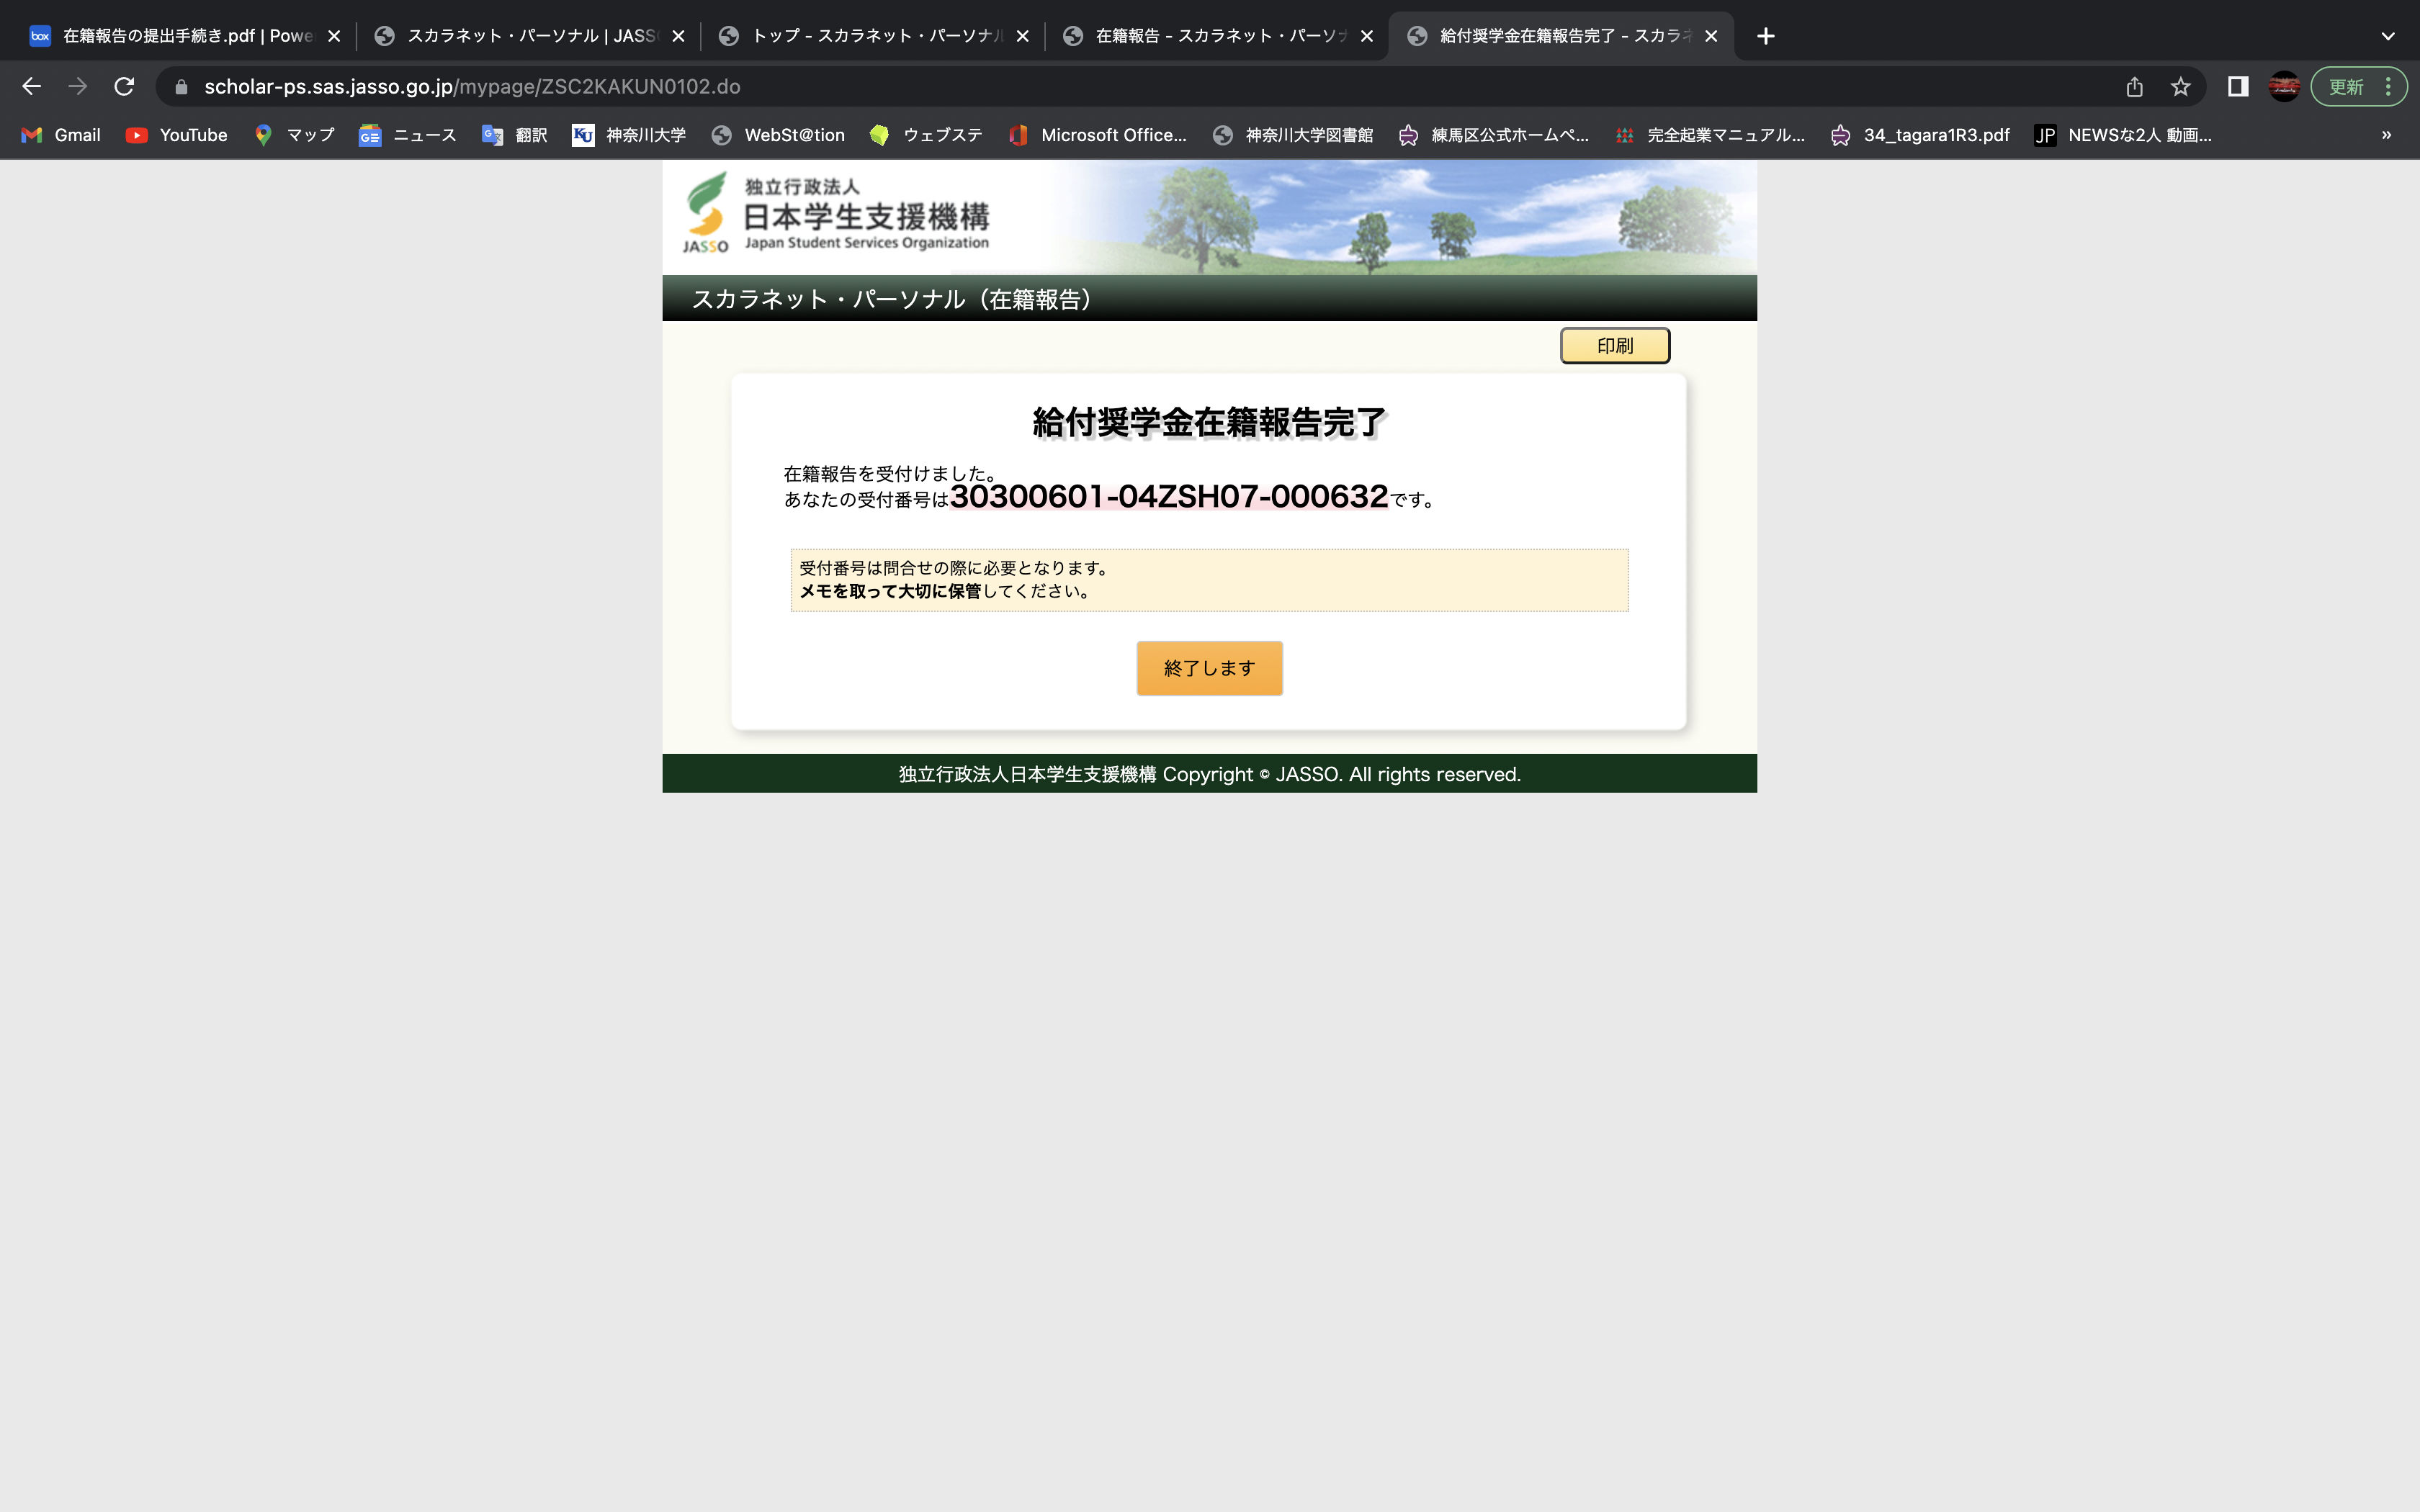 在籍報告の提出手続き.pdf | Powe
スカラネット・パーソナル | JASS
トップ - スカラネット・パーソナル
在籍報告 - スカラネット・パーソナ
給付奨学金在籍報告完了 - スカラネ
scholar-ps.sas.jasso.go.jp/mypage/ZSC2KAKUN0102.do
更新
Gmail
YouTube
マップ
ニュース
翻訳
神奈川大学
WebSt@tion
ウェブステ
Microsoft Office...
神奈川大学図書館
練馬区公式ホームペ...
完全起業マニュアル...
34_tagara1R3.pdf
JP NEWSな2人 動画...
»
独立行政法人
日本学生支援機構
JASSO Japan Student Services Organization
スカラネット・パーソナル（在籍報告）
印刷
給付奨学金在籍報告完了
在籍報告を受付けました。
あなたの受付番号は30300601-04ZSH07-000632です。
受付番号は問合せの際に必要となります。
メモを取って大切に保管してください。
終了します
独立行政法人日本学生支援機構 Copyright © JASSO. All rights reserved.